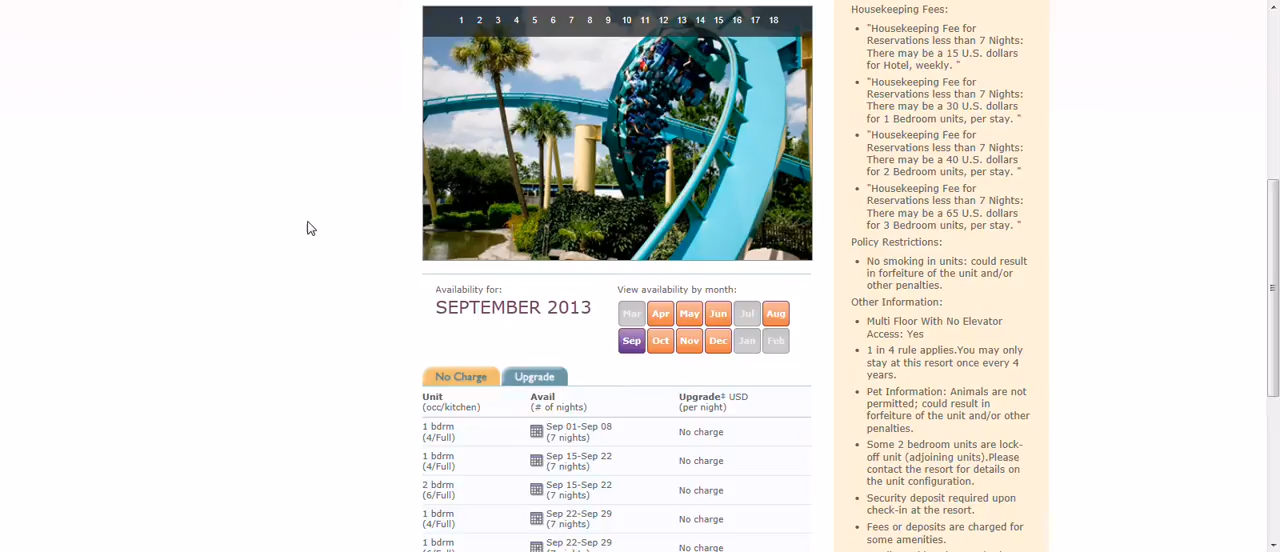 1 2 3 4 5 6 7 8 9 10 11 12 13 14 15 16 17 18
Availability for:
SEPTEMBER 2013
View availability by month:
Mar Apr May Jun Jul Aug
Sep Oct Nov Dec Jan Feb
No Charge Upgrade
Unit Avail Upgrade‡ USD
(occ/kitchen) (# of nights) (per night)
1 bdrm Sep 01-Sep 08 No charge
(4/Full) (7 nights)
1 bdrm Sep 15-Sep 22 No charge
(4/Full) (7 nights)
2 bdrm Sep 15-Sep 22 No charge
(6/Full) (7 nights)
1 bdrm Sep 22-Sep 29 No charge
(4/Full) (7 nights)
1 bdrm Sep 22-Sep 29 No charge
Housekeeping Fees:
"Housekeeping Fee for
Reservations less than 7 Nights:
There may be a 15 U.S. dollars
for Hotel, weekly. "
"Housekeeping Fee for
Reservations less than 7 Nights:
There may be a 30 U.S. dollars
for 1 Bedroom units, per stay. "
"Housekeeping Fee for
Reservations less than 7 Nights:
There may be a 40 U.S. dollars
for 2 Bedroom units, per stay. "
"Housekeeping Fee for
Reservations less than 7 Nights:
There may be a 65 U.S. dollars
for 3 Bedroom units, per stay. "
Policy Restrictions:
No smoking in units: could result
in forfeiture of the unit and/or
other penalties.
Other Information:
Multi Floor With No Elevator
Access: Yes
1 in 4 rule applies.You may only
stay at this resort once every 4
years.
Pet Information: Animals are not
permitted; could result in
forfeiture of the unit and/or other
penalties.
Some 2 bedroom units are lock-
off unit (adjoining units).Please
contact the resort for details on
the unit configuration.
Security deposit required upon
check-in at the resort.
Fees or deposits are charged for
some amenities.